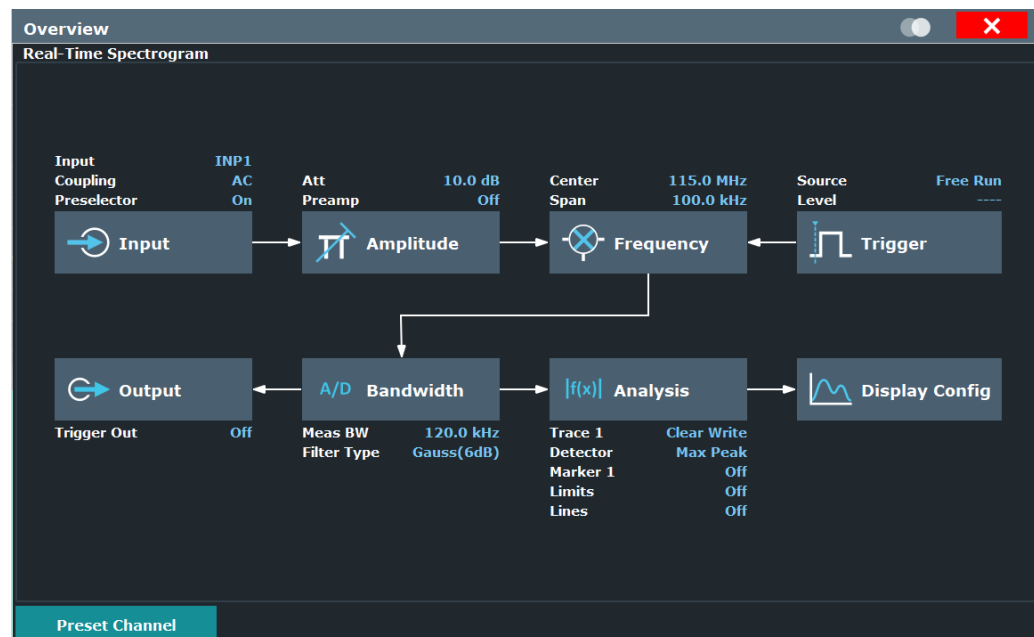 Overview
Real-Time Spectrogram
Input INP1
Coupling AC
Preselector On
Att 10.0 dB
Preamp Off
Center 115.0 MHz
Span 100.0 kHz
Source Free Run
Level ----
Input
Amplitude
Frequency
Trigger
Output
A/D Bandwidth
|f(x)| Analysis
Display Config
Trigger Out Off
Meas BW 120.0 kHz
Filter Type Gauss(6dB)
Trace 1 Clear Write
Detector Max Peak
Marker 1 Off
Limits Off
Lines Off
Preset Channel